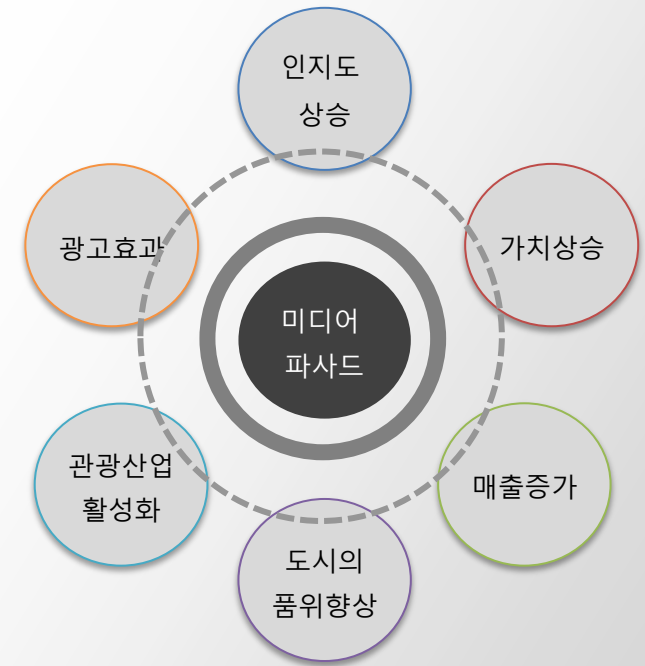 인지도
상승
광고효과
가치상승
미디어
파사드
관광산업
활성화
매출증가
도시의
품위향상